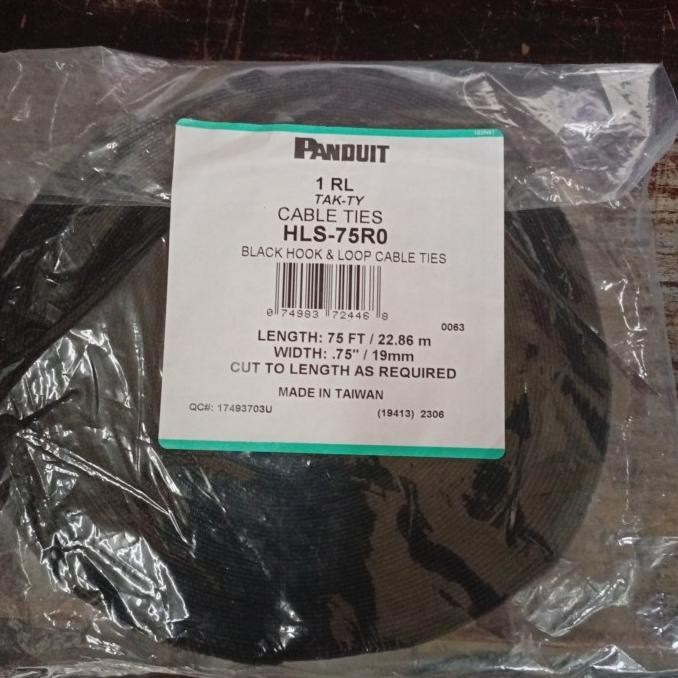 PANDUIT
1 RL
TAK-TY
CABLE TIES
HLS-75R0
BLACK HOOK & LOOP CABLE TIES
0 74983 72446 8
0063
LENGTH: 75 FT / 22.86 m
WIDTH: .75" / 19mm
CUT TO LENGTH AS REQUIRED
MADE IN TAIWAN
QC#: 17493703U
(19413) 2306